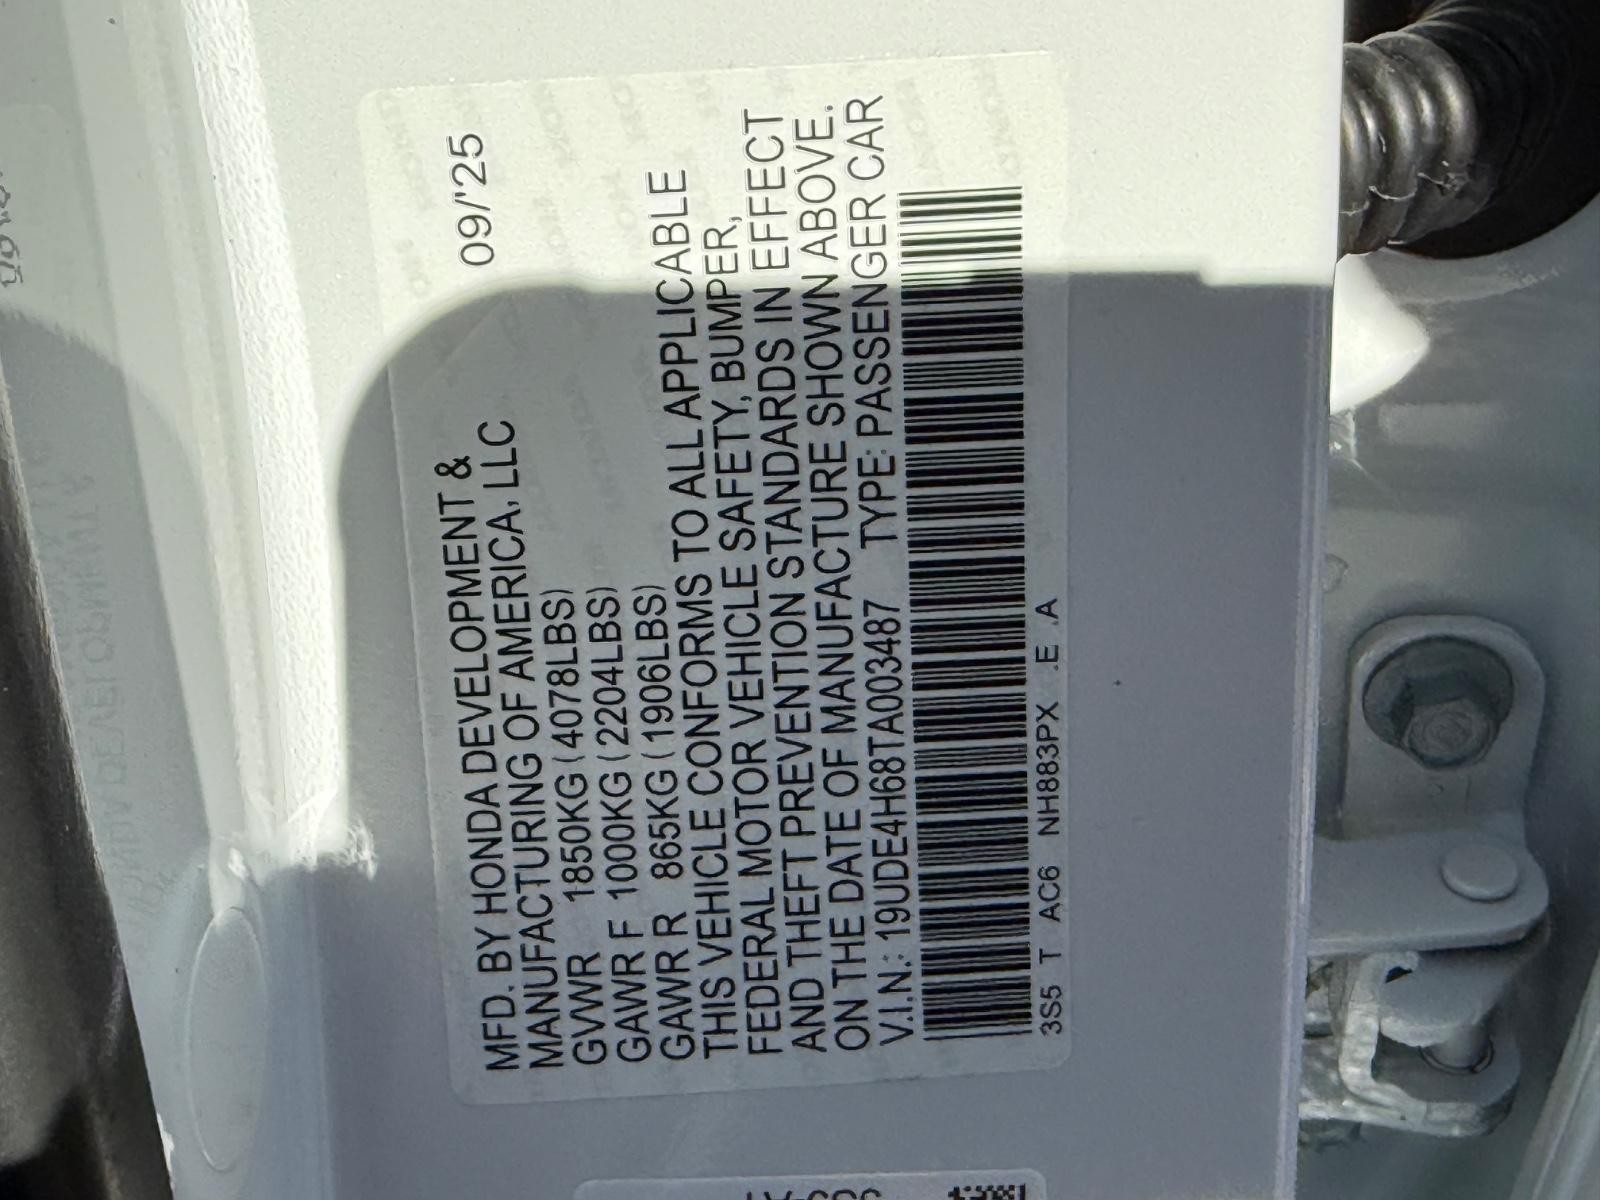 09/'25
MFD. BY HONDA DEVELOPMENT &
MANUFACTURING OF AMERICA, LLC
GVWR 1850KG (4078LBS)
GAWR F 1000KG (2204LBS)
GAWR R 865KG (1906LBS)
THIS VEHICLE CONFORMS TO ALL APPLICABLE
FEDERAL MOTOR VEHICLE SAFETY, BUMPER,
AND THEFT PREVENTION STANDARDS IN EFFECT
ON THE DATE OF MANUFACTURE SHOWN ABOVE.
V.I.N.: 19UDE4H68TA003487 TYPE: PASSENGER CAR
3S5 T AC6 NH883PX .E .A